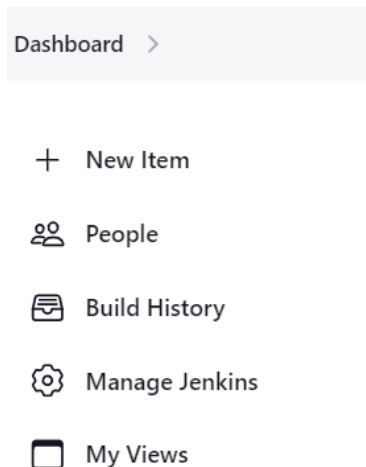 Dashboard
New Item
People
Build History
Manage Jenkins
My Views